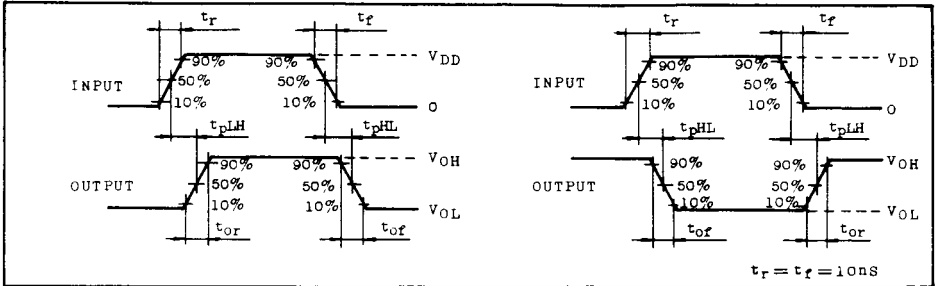 tr tf
VDD
90% 90%
INPUT 50% 50%
10% 10%
0
tpLH tpHL
VOH
90% 90%
OUTPUT 50% 50%
10% 10%
VOL
tor tof
tr tf
VDD
90% 90%
INPUT 50% 50%
10% 10%
0
tpHL tpLH
VOH
90% 90%
OUTPUT 50% 50%
10% 10%
VOL
tof tor
tr=tf=10ns